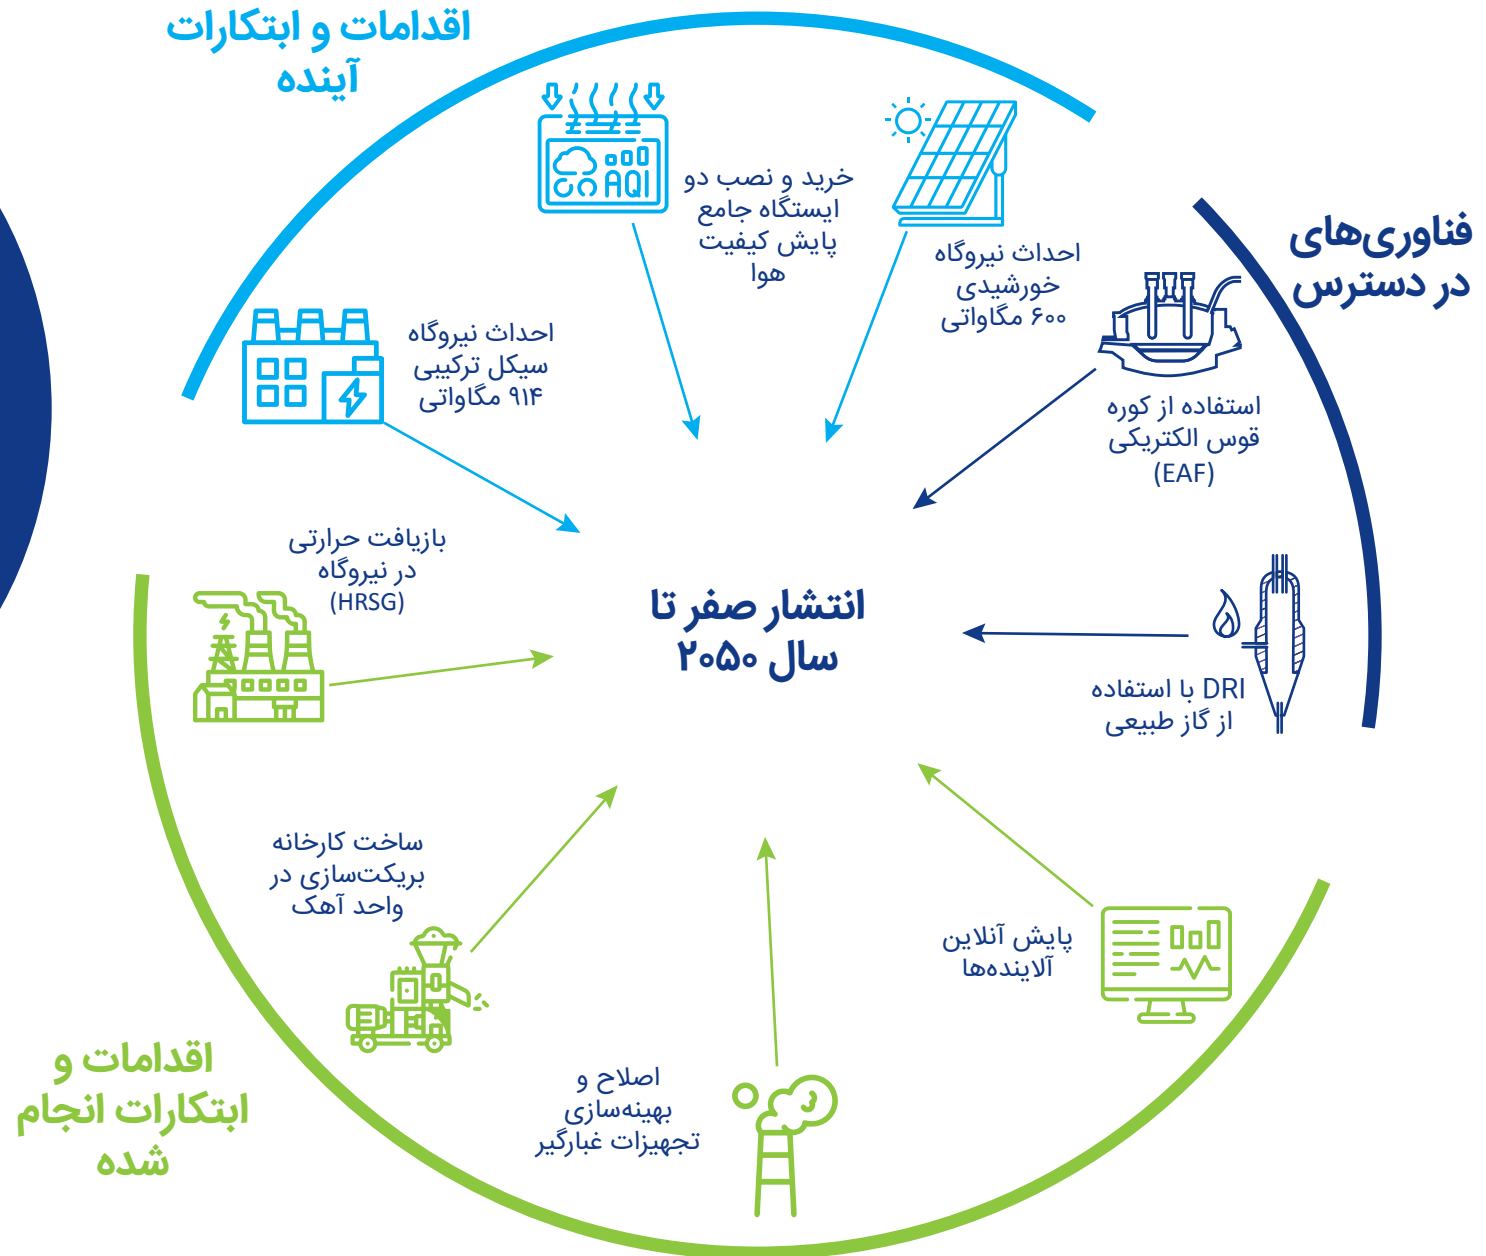 اقدامات و ابتکارات
آینده
خرید و نصب دو
ایستگاه جامع
پایش کیفیت
هوا
AQI
احداث نیروگاه
خورشیدی
۶۰۰ مگاواتی
احداث نیروگاه
سیکل ترکیبی
۹۱۴ مگاواتی
فناوری‌های
در دسترس
استفاده از کوره
قوس الکتریکی
(EAF)
DRI با استفاده
از گاز طبیعی
انتشار صفر تا
سال ۲۰۵۰
بازیافت حرارتی
در نیروگاه
(HRSG)
ساخت کارخانه
بریکت‌سازی در
واحد آهک
اصلاح و
بهینه‌سازی
تجهیزات غبارگیر
پایش آنلاین
آلاینده‌ها
اقدامات و
ابتکارات انجام
شده